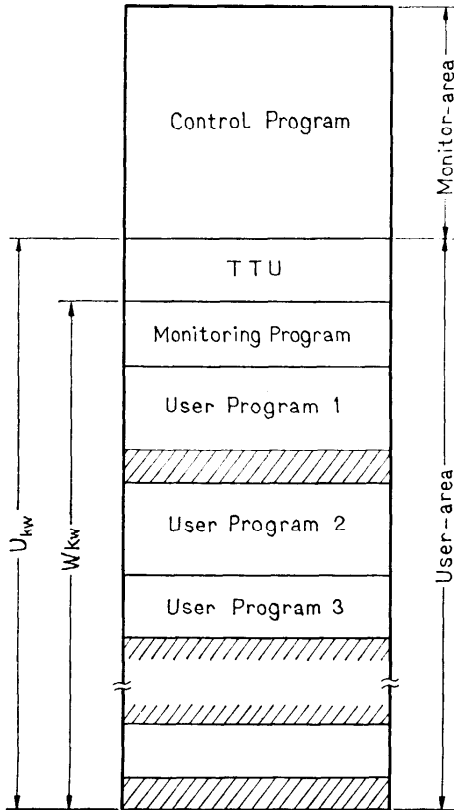 Control Program
Monitor-area
TTU
Monitoring Program
User Program 1
User Program 2
User Program 3
Ukw
Wkw
User-area